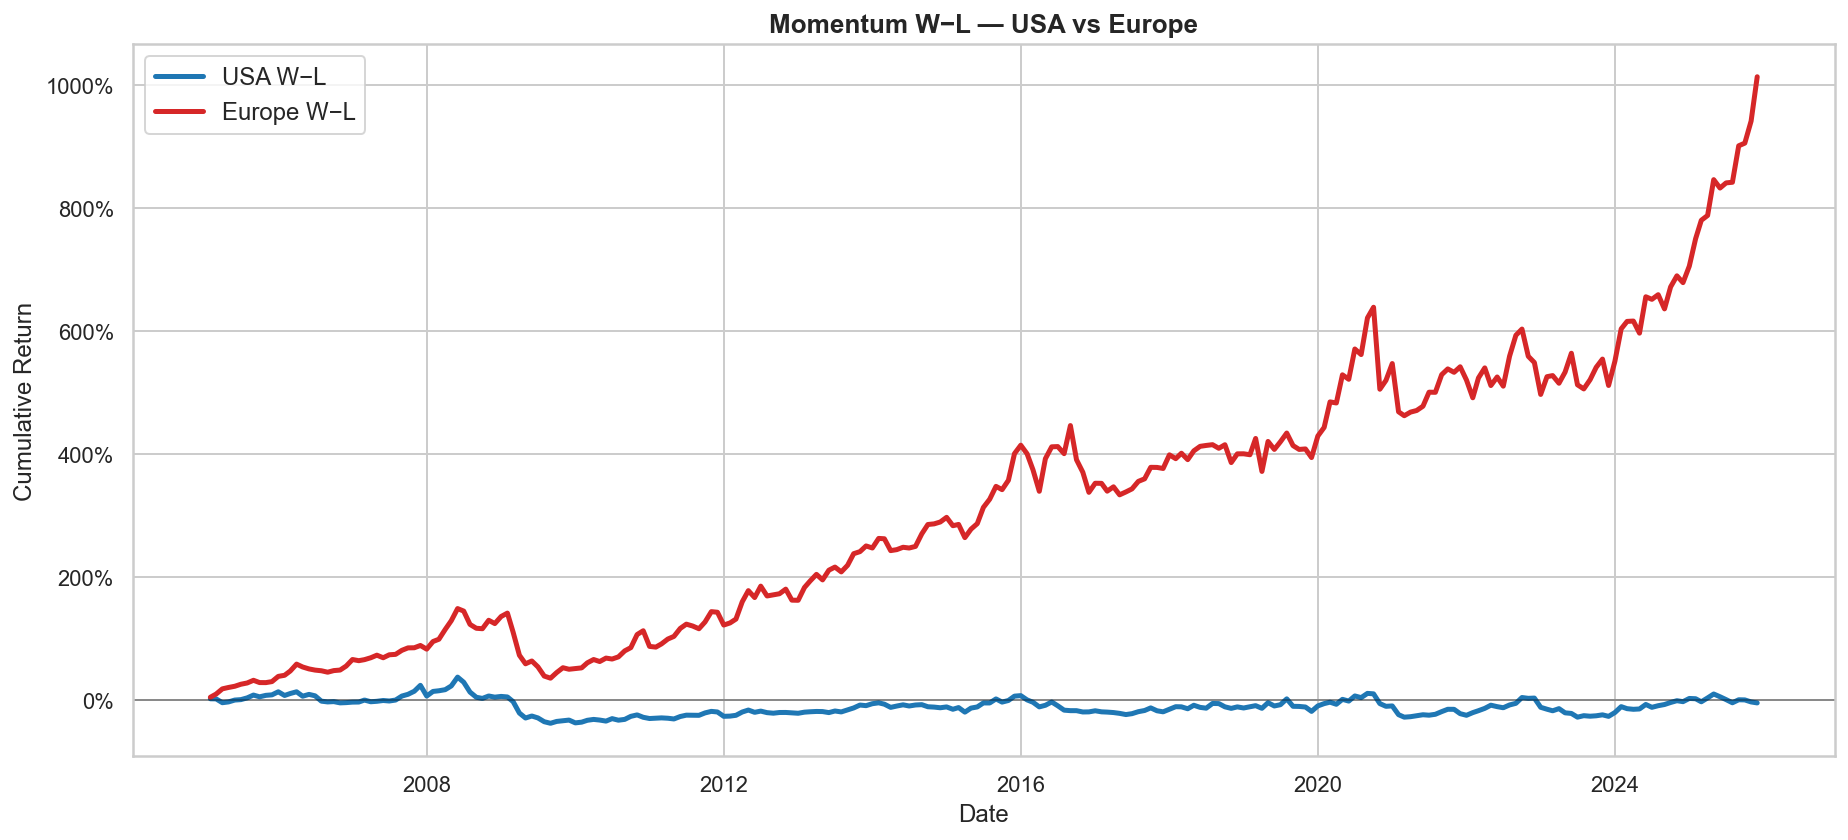 Momentum W−L — USA vs Europe
USA W−L
Europe W−L
1000%
800%
600%
400%
200%
0%
Cumulative Return
2008
2012
2016
2020
2024
Date